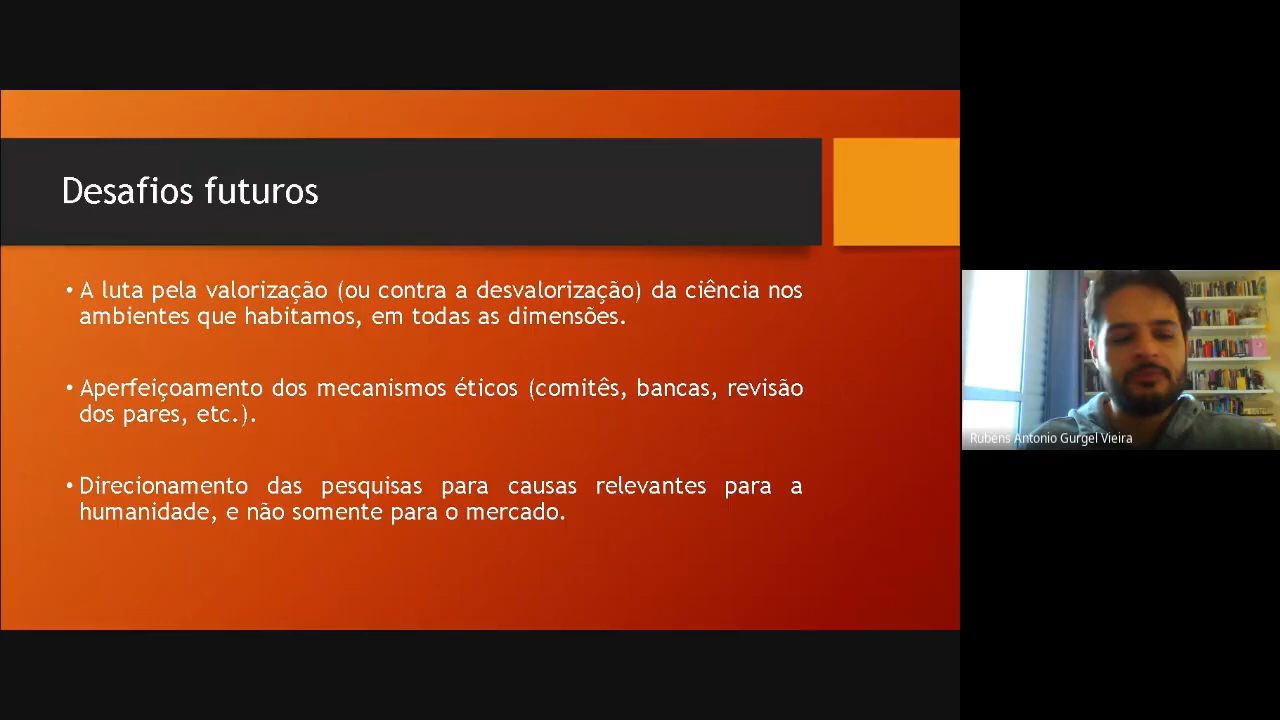 Desafios futuros
• A luta pela valorização (ou contra a desvalorização) da ciência nos
ambientes que habitamos, em todas as dimensões.
• Aperfeiçoamento dos mecanismos éticos (comitês, bancas, revisão
dos pares, etc.).
• Direcionamento das pesquisas para causas relevantes para a
humanidade, e não somente para o mercado.
Rubens Antonio Gurgel Vieira